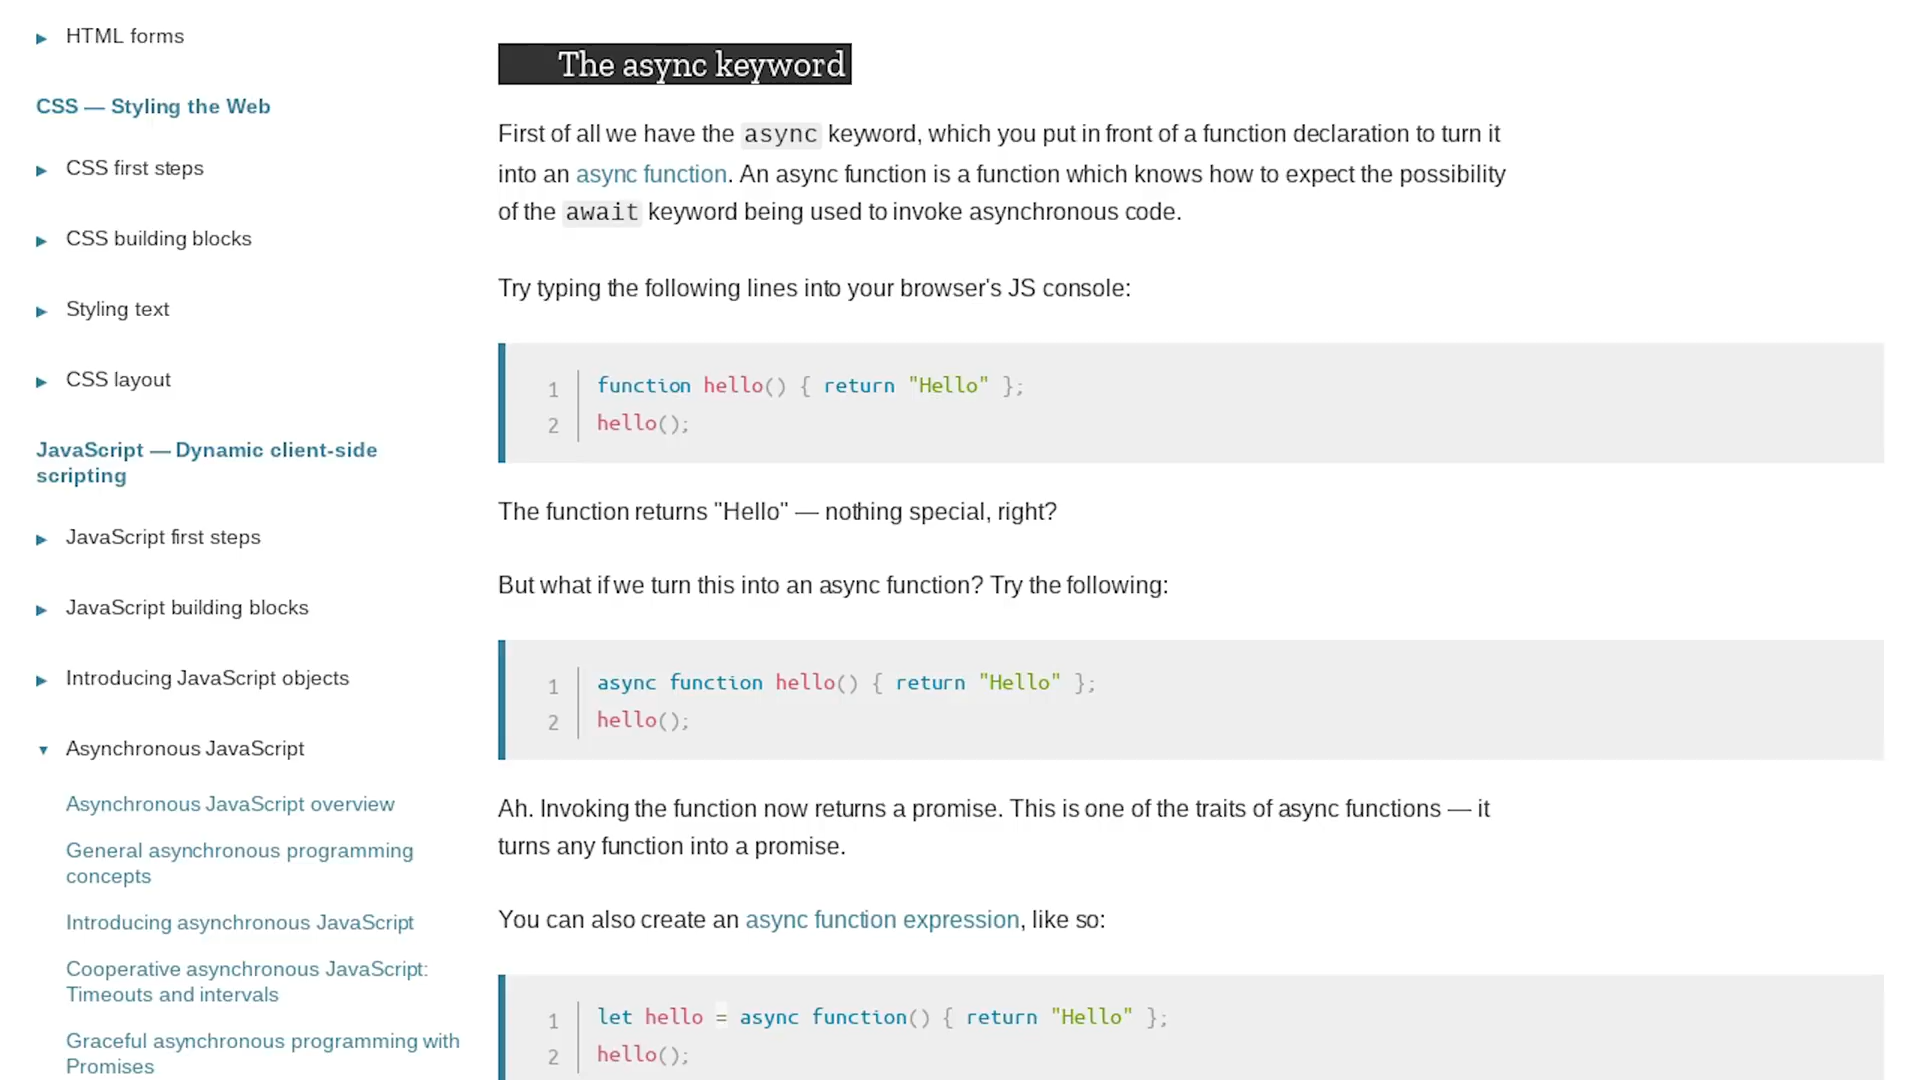 HTML forms
CSS — Styling the Web
CSS first steps
CSS building blocks
Styling text
CSS layout
JavaScript — Dynamic client-side
scripting
JavaScript first steps
JavaScript building blocks
Introducing JavaScript objects
Asynchronous JavaScript
Asynchronous JavaScript overview
General asynchronous programming
concepts
Introducing asynchronous JavaScript
Cooperative asynchronous JavaScript:
Timeouts and intervals
Graceful asynchronous programming with
Promises
The async keyword
First of all we have the async keyword, which you put in front of a function declaration to turn it
into an async function. An async function is a function which knows how to expect the possibility
of the await keyword being used to invoke asynchronous code.
Try typing the following lines into your browser's JS console:
1 function hello() { return "Hello" };
2 hello();
The function returns "Hello" — nothing special, right?
But what if we turn this into an async function? Try the following:
1 async function hello() { return "Hello" };
2 hello();
Ah. Invoking the function now returns a promise. This is one of the traits of async functions — it
turns any function into a promise.
You can also create an async function expression, like so:
1 let hello = async function() { return "Hello" };
2 hello();